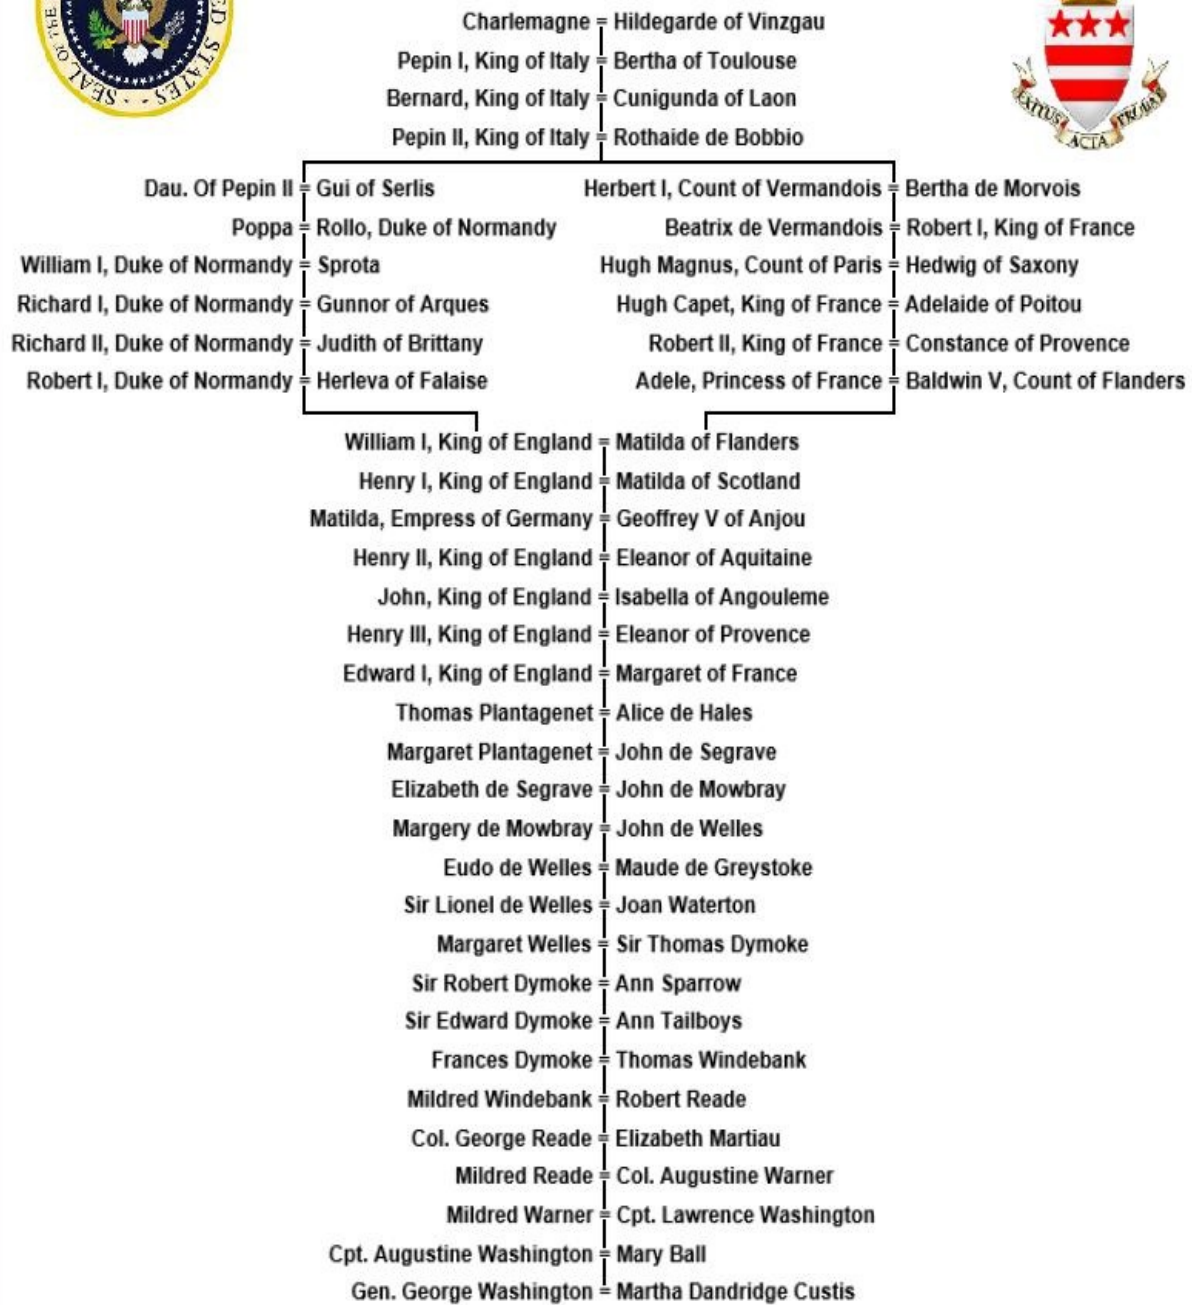 SEAL OF THE
ED STATES
EXITUS ACTA PROBAT
Charlemagne = Hildegarde of Vinzgau
Pepin I, King of Italy = Bertha of Toulouse
Bernard, King of Italy = Cunigunda of Laon
Pepin II, King of Italy = Rothaide de Bobbio
Dau. Of Pepin II = Gui of Serlis
Herbert I, Count of Vermandois = Bertha de Morvois
Poppa = Rollo, Duke of Normandy
Beatrix de Vermandois = Robert I, King of France
William I, Duke of Normandy = Sprota
Hugh Magnus, Count of Paris = Hedwig of Saxony
Richard I, Duke of Normandy = Gunnor of Arques
Hugh Capet, King of France = Adelaide of Poitou
Richard II, Duke of Normandy = Judith of Brittany
Robert II, King of France = Constance of Provence
Robert I, Duke of Normandy = Herleva of Falaise
Adele, Princess of France = Baldwin V, Count of Flanders
William I, King of England = Matilda of Flanders
Henry I, King of England = Matilda of Scotland
Matilda, Empress of Germany = Geoffrey V of Anjou
Henry II, King of England = Eleanor of Aquitaine
John, King of England = Isabella of Angouleme
Henry III, King of England = Eleanor of Provence
Edward I, King of England = Margaret of France
Thomas Plantagenet = Alice de Hales
Margaret Plantagenet = John de Segrave
Elizabeth de Segrave = John de Mowbray
Margery de Mowbray = John de Welles
Eudo de Welles = Maude de Greystoke
Sir Lionel de Welles = Joan Waterton
Margaret Welles = Sir Thomas Dymoke
Sir Robert Dymoke = Ann Sparrow
Sir Edward Dymoke = Ann Tailboys
Frances Dymoke = Thomas Windebank
Mildred Windebank = Robert Reade
Col. George Reade = Elizabeth Martiau
Mildred Reade = Col. Augustine Warner
Mildred Warner = Cpt. Lawrence Washington
Cpt. Augustine Washington = Mary Ball
Gen. George Washington = Martha Dandridge Custis